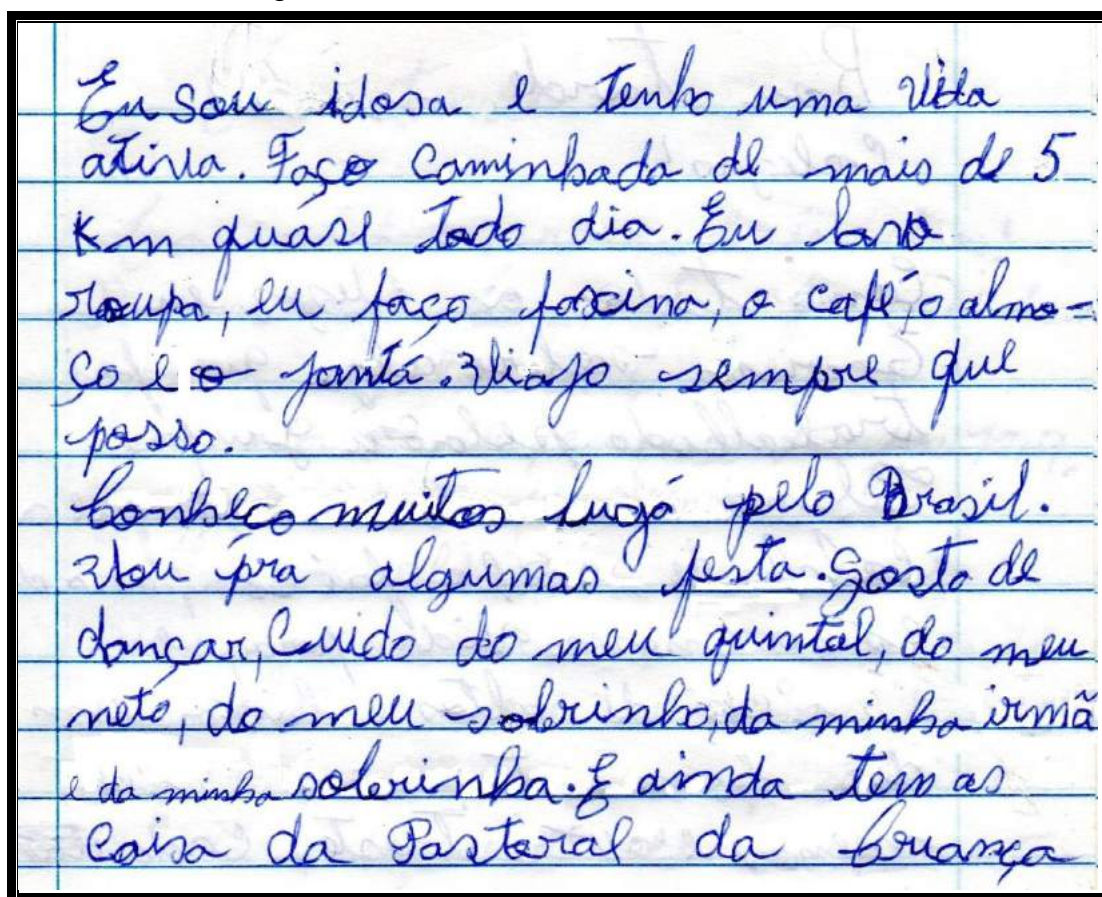 Eu sou idosa e tenho uma vida
ativa. Faço caminhada de mais de 5
Km quase todo dia. Eu lavo
roupa, eu faço faxina, o café, o almo-
ço e o jantá. Viajo sempre que
posso.
Conheço muitos lugá pelo Brasil.
Vou pra algumas festa. Gosto de
dançar, Cuido do meu quintal, do meu
neto, do meu sobrinho, da minha irmã
e da minha sobrinha. E ainda tem as
coisa da Pastoral da Criança